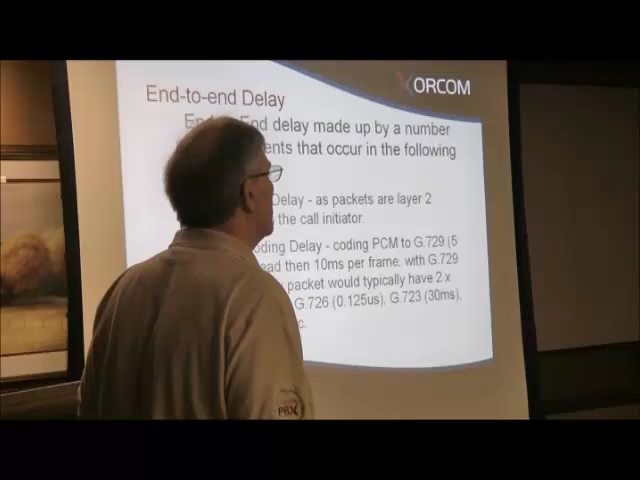 XORCOM
End-to-end Delay
End- End delay made up by a number
ents that occur in the following
Delay - as packets are layer 2
the call initiator.
oding Delay - coding PCM to G.729 (5
ead then 10ms per frame, with G.729
packet would typically have 2 x
G.726 (0.125us), G.723 (30ms),
c.
PBX